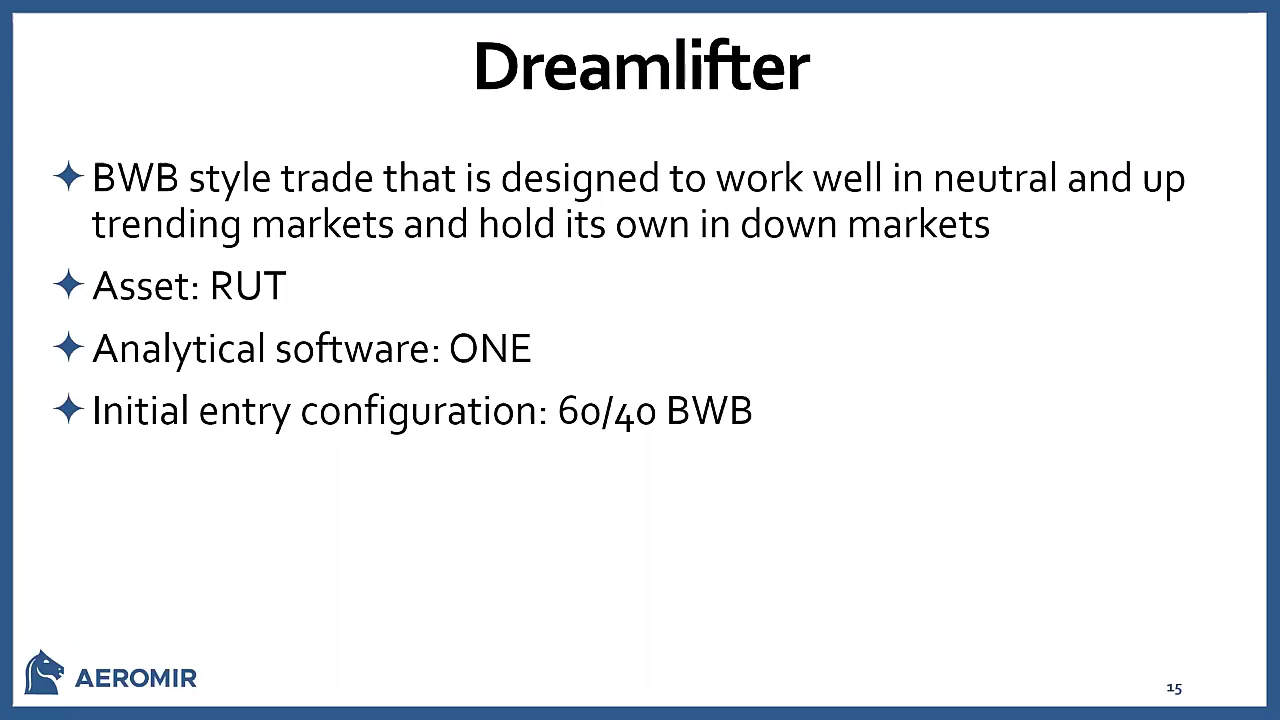 Dreamlifter
BWB style trade that is designed to work well in neutral and up
trending markets and hold its own in down markets
Asset: RUT
Analytical software: ONE
Initial entry configuration: 60/40 BWB
AEROMIR
15